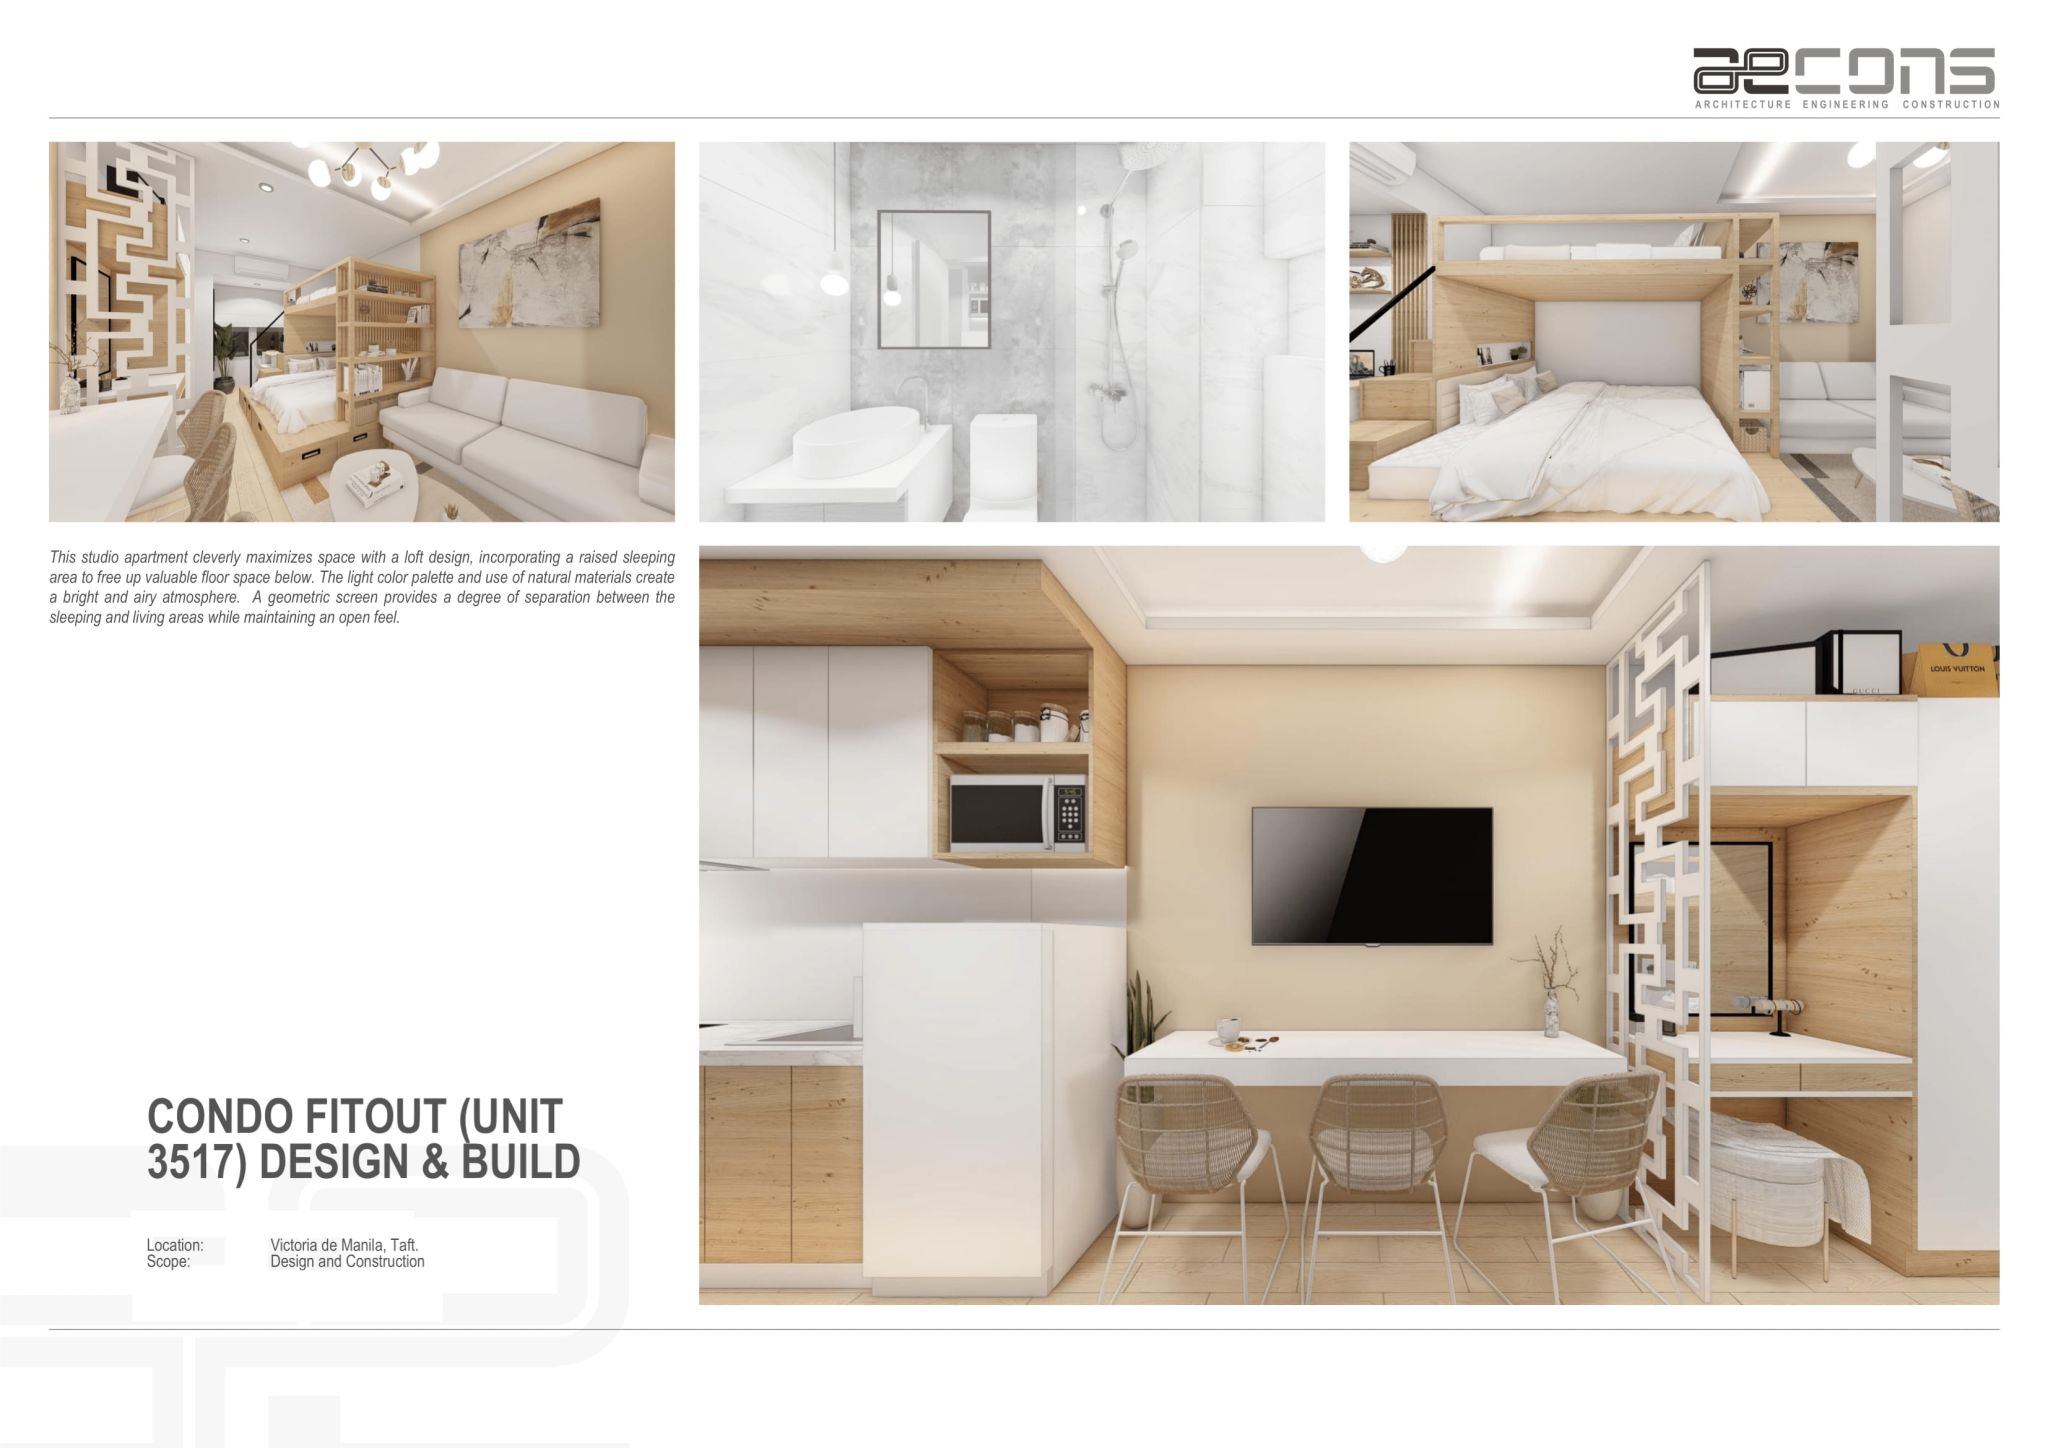 aecons
ARCHITECTURE ENGINEERING CONSTRUCTION
This studio apartment cleverly maximizes space with a loft design, incorporating a raised sleeping
area to free up valuable floor space below. The light color palette and use of natural materials create
a bright and airy atmosphere. A geometric screen provides a degree of separation between the
sleeping and living areas while maintaining an open feel.
LOUIS VUITTON
GUCCI
CONDO FITOUT (UNIT
3517) DESIGN & BUILD
Location: Victoria de Manila, Taft.
Scope: Design and Construction